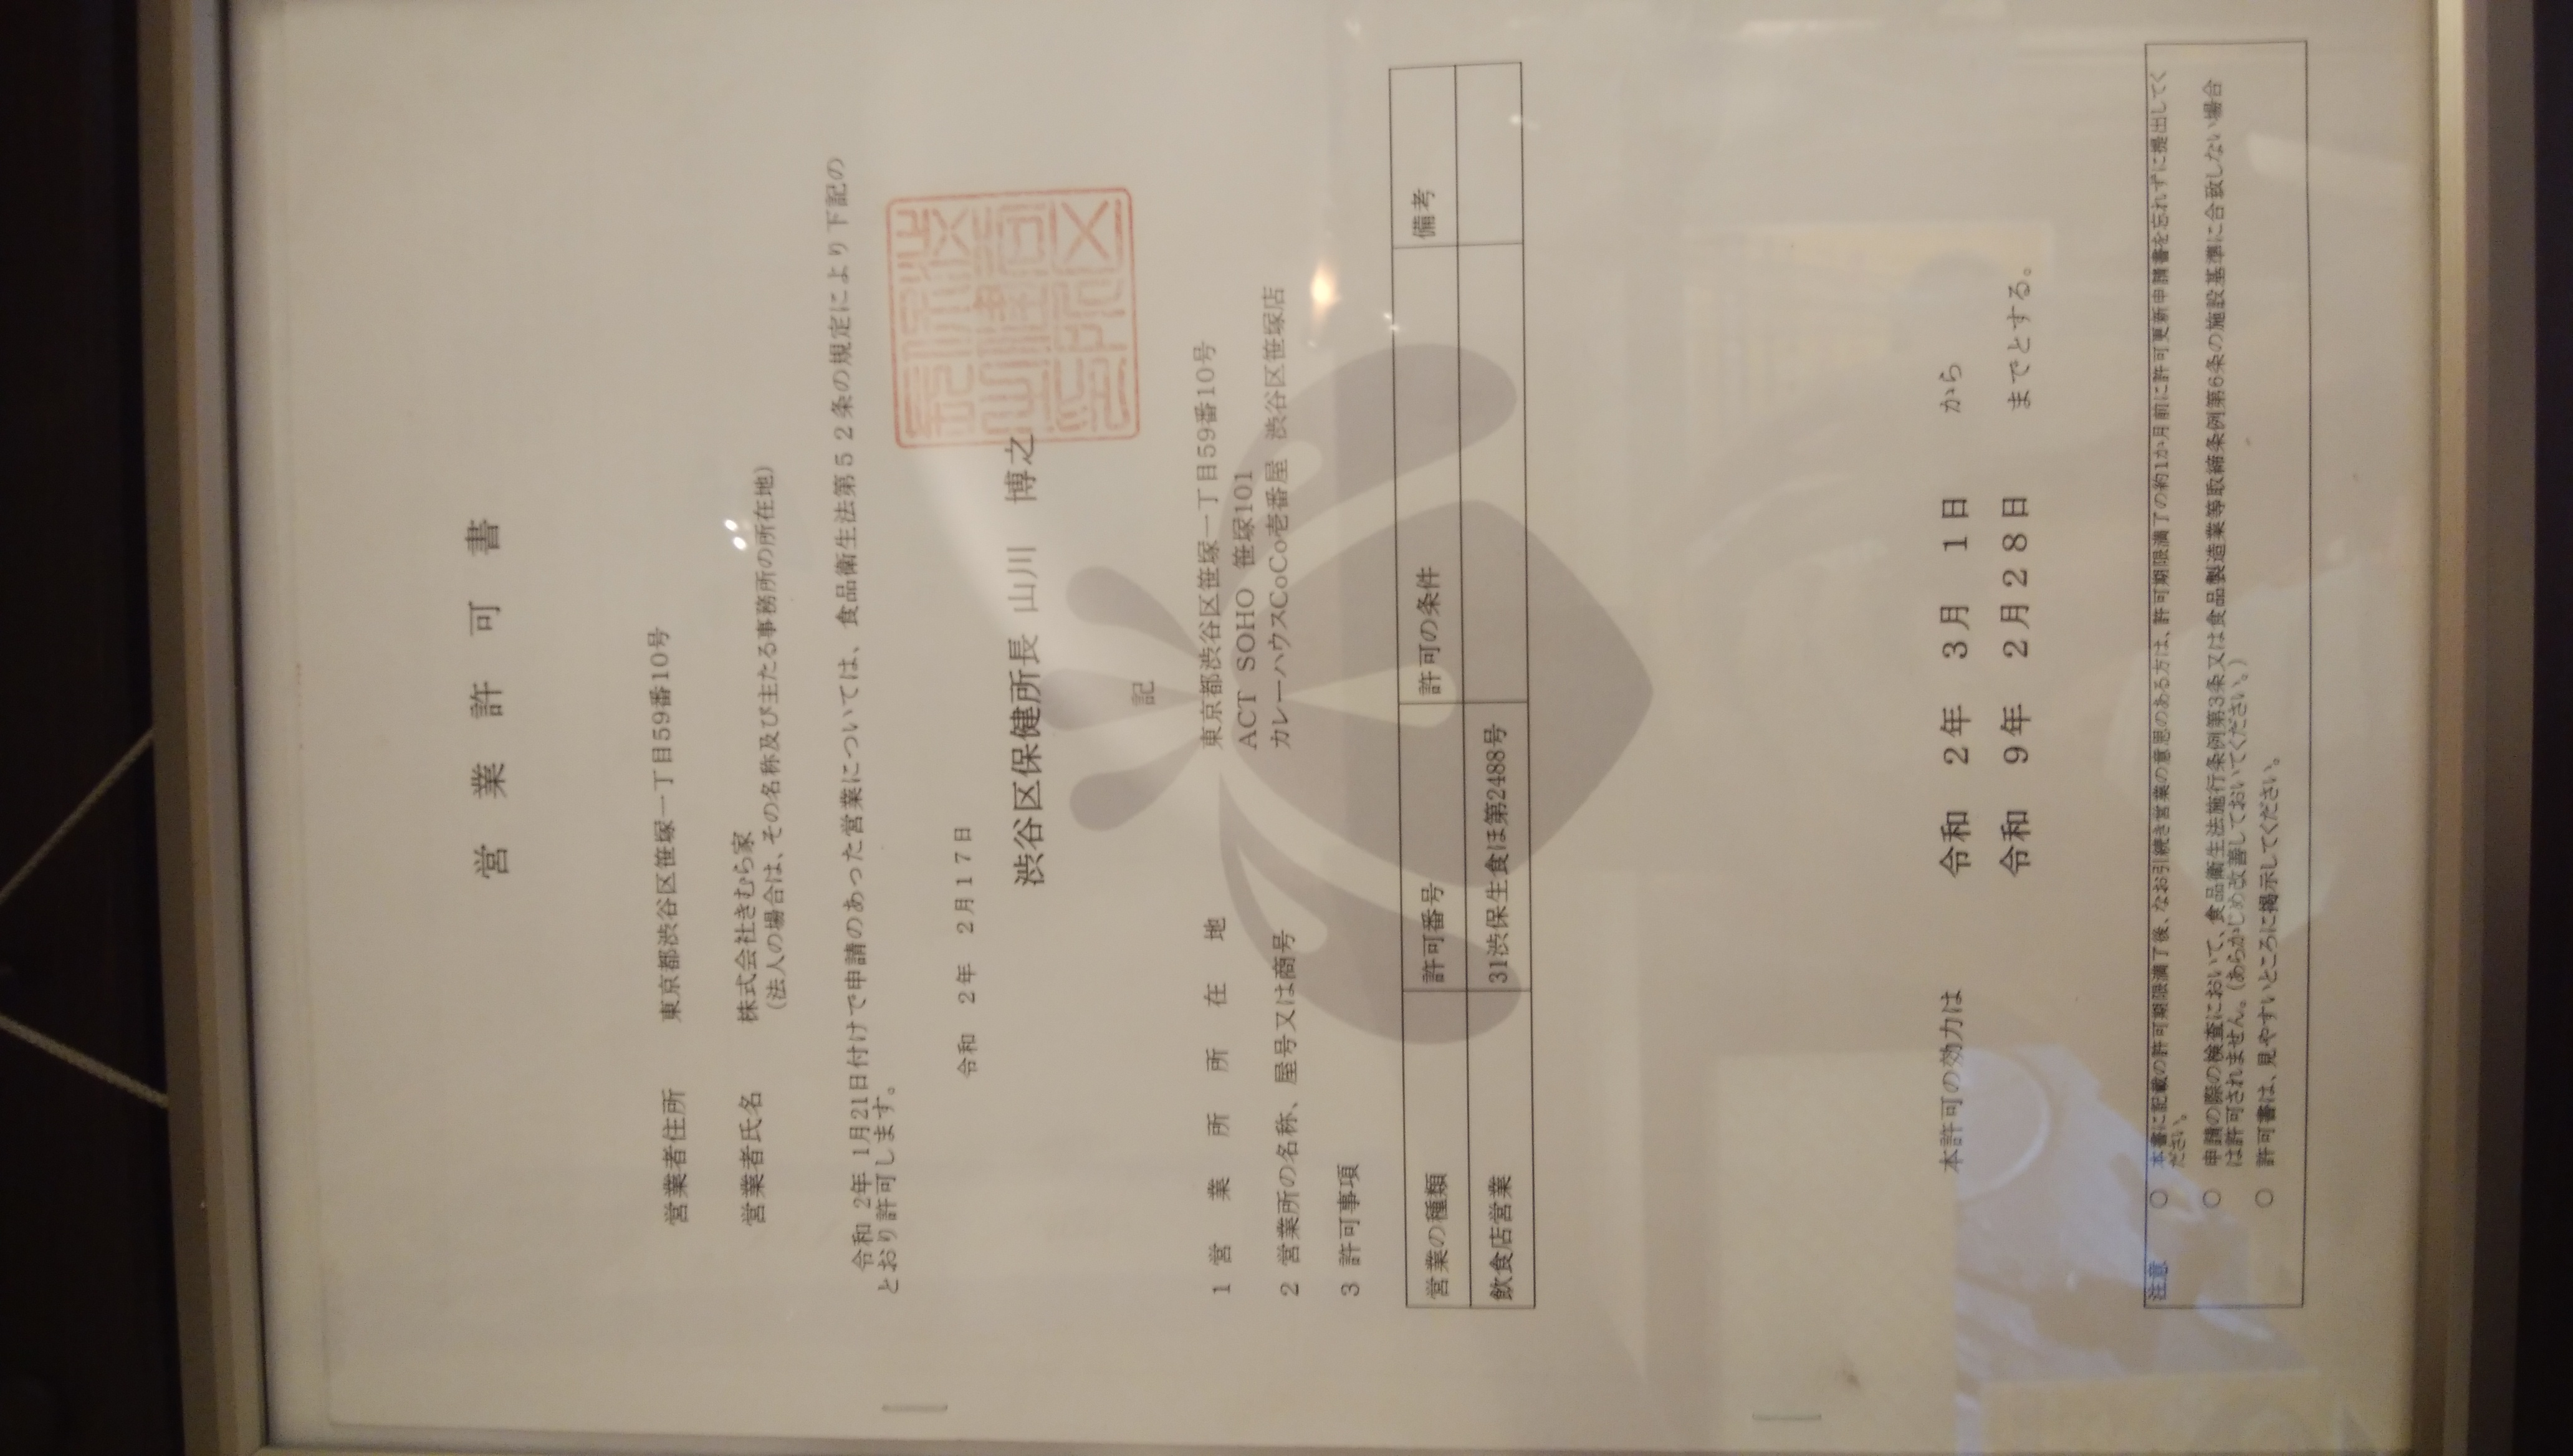 営業許可書
営業者住所 東京都渋谷区笹塚一丁目59番10号
営業者氏名 株式会社きむら家
(法人の場合は、その名称及び主たる事務所の所在地)
令和 2年 1月21日付けで申請のあった営業については、食品衛生法第52条の規定により下記の
とおり許可します。
令和 2年 2月17日
渋谷区保健所長 山川 博之
記
1 営業所所在地 東京都渋谷区笹塚一丁目59番10号
ACT SOHO 笹塚101
2 営業所の名称、屋号又は商号 カレーハウスCoCo壱番屋 渋谷区笹塚店
3 許可事項
営業の種類 許可番号 許可の条件 備考
飲食店営業 31渋保生食ほ第2488号
本許可の効力は 令和 2年 3月 1日 から
令和 9年 2月28日 までとする。
注意 ○ 本書に記載の許可期限満了後、なお引続き営業の意思のある方は、許可期限満了の約1か月前に許可更新申請書を忘れずに提出してく
ださい。
○ 申請の際の検査において、食品衛生法施行条例第3条又は食品製造業等取締条例第6条の施設基準に合致しない場合
は許可されません。(あらかじめ改善しておいてください。)
○ 許可書は、見やすいところに掲示してください。